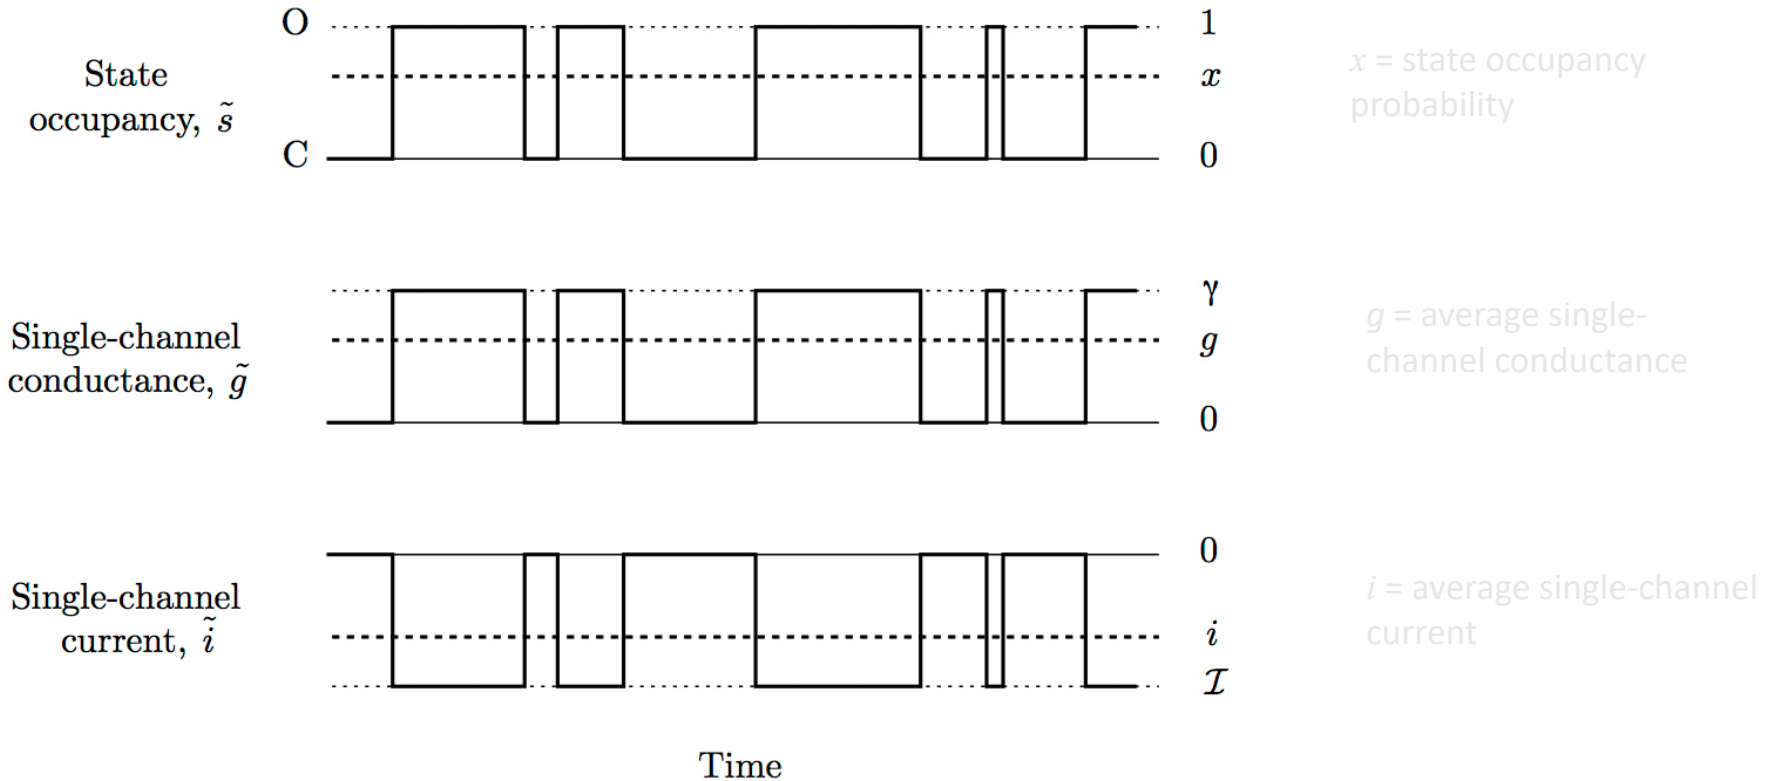 O
1
State
occupancy, s̃
x
x = state occupancy
probability
C
0
γ
Single-channel
conductance, g̃
g
g = average single-
channel conductance
0
0
Single-channel
current, ĩ
i
i = average single-channel
current
ℐ
Time